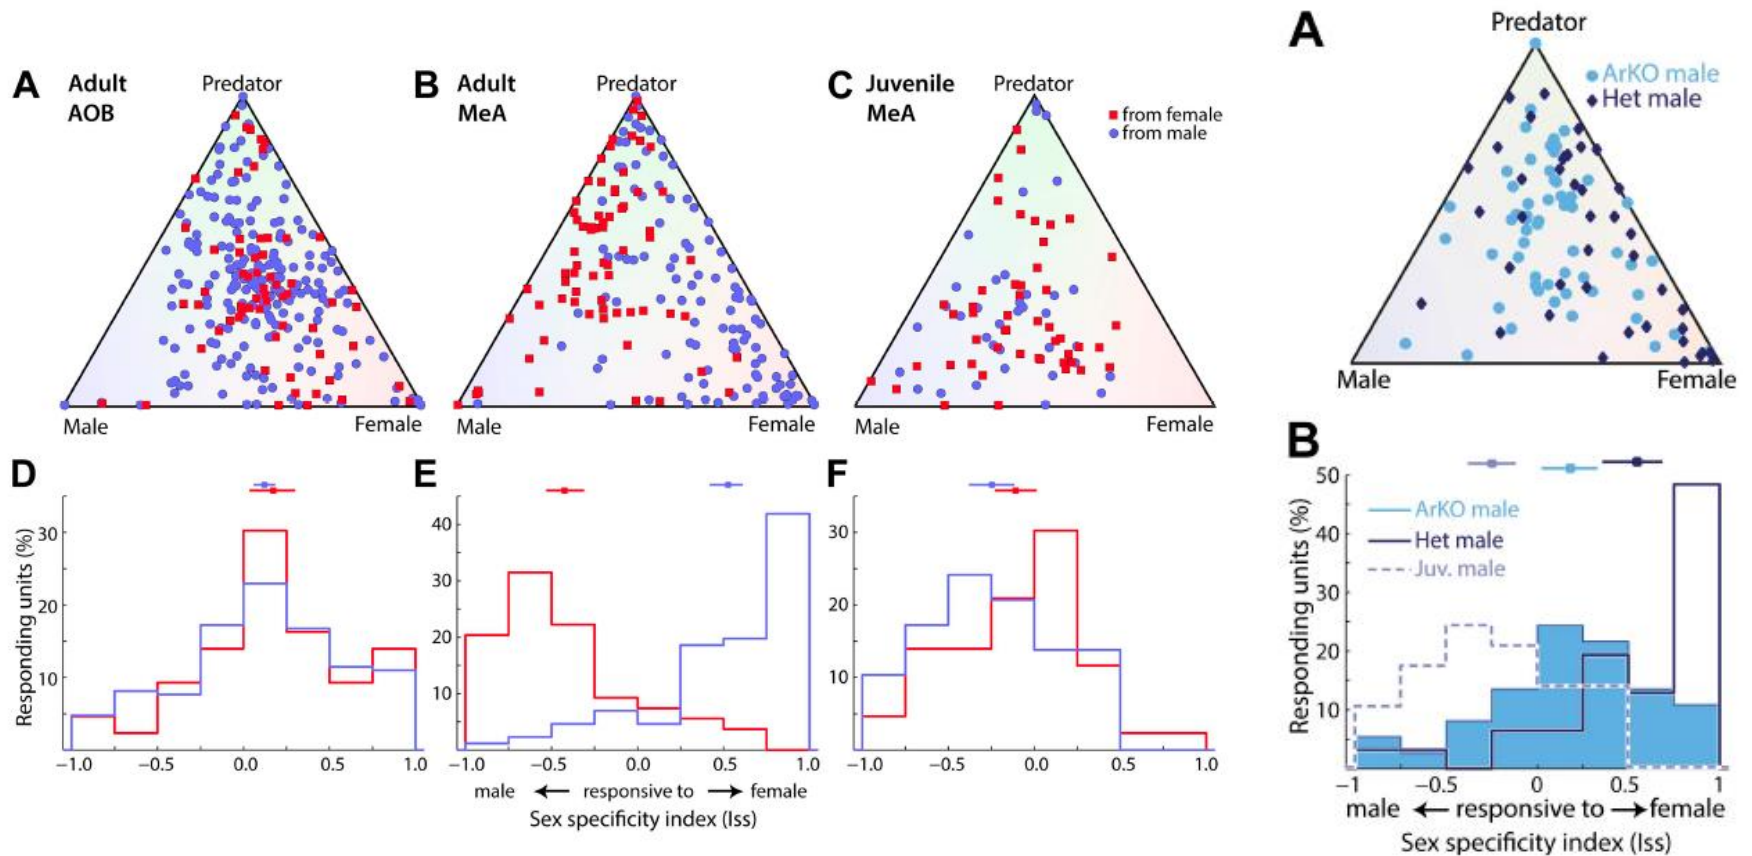 A
Adult
AOB
Predator
Male
Female
B
Adult
MeA
Predator
Male
Female
C
Juvenile
MeA
Predator
from female
from male
Male
Female
D
Responding units (%)
30
20
10
−1.0 −0.5 0.0 0.5 1.0
E
40
30
20
10
−1.0 −0.5 0.0 0.5 1.0
male ← responsive to → female
Sex specificity index (Iss)
F
30
20
10
−1.0 −0.5 0.0 0.5 1.0
A
Predator
ArKO male
Het male
Male
Female
B
Responding units (%)
50
40
30
20
10
ArKO male
Het male
Juv. male
−1 −0.5 0 0.5 1
male ← responsive to → female
Sex specificity index (Iss)